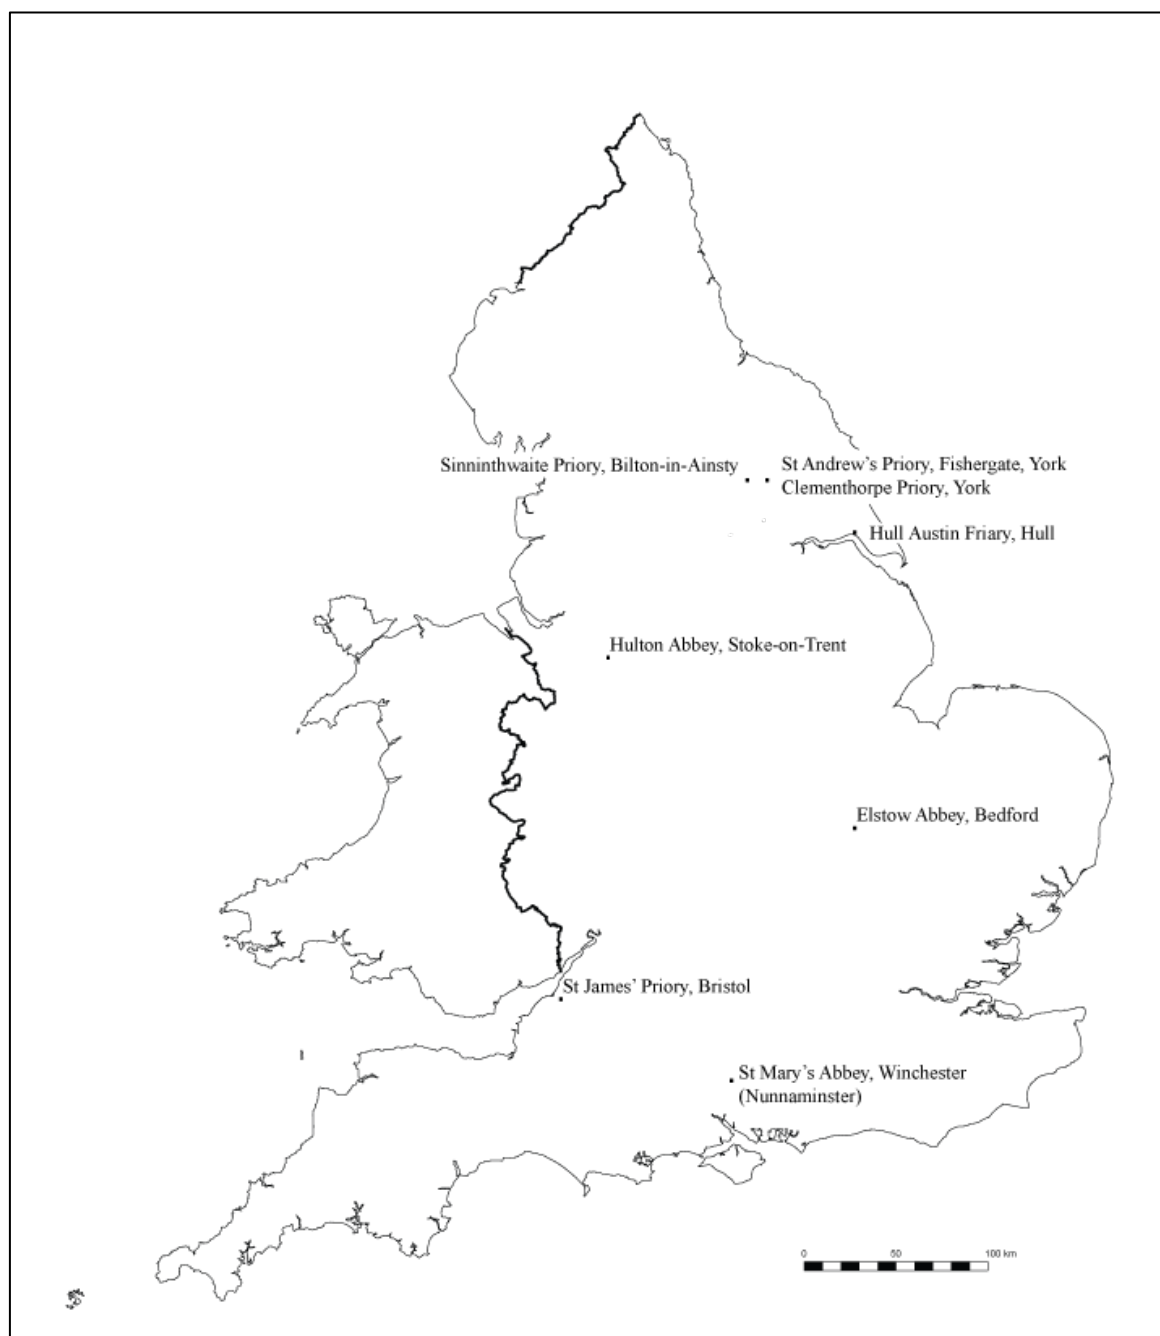 Sinninthwaite Priory, Bilton-in-Ainsty
St Andrew’s Priory, Fishergate, York
Clementhorpe Priory, York
Hull Austin Friary, Hull
Hulton Abbey, Stoke-on-Trent
Elstow Abbey, Bedford
St James’ Priory, Bristol
St Mary’s Abbey, Winchester
(Nunnaminster)
0 50 100 km